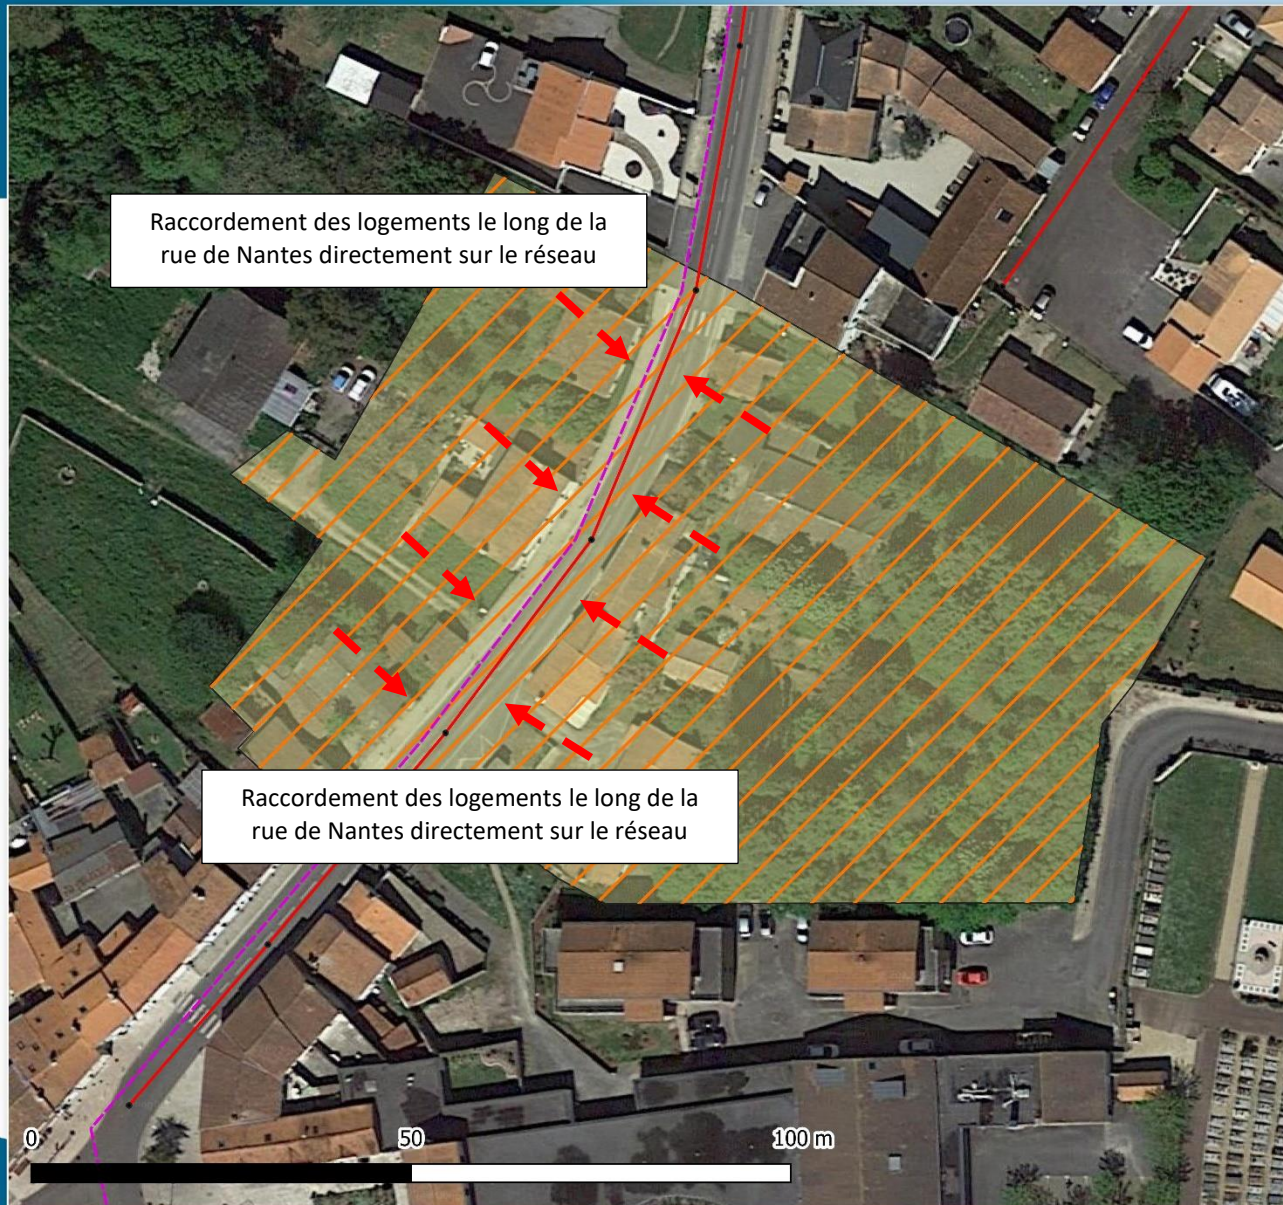 Raccordement des logements le long de la
rue de Nantes directement sur le réseau
Raccordement des logements le long de la
rue de Nantes directement sur le réseau
0 50 100 m